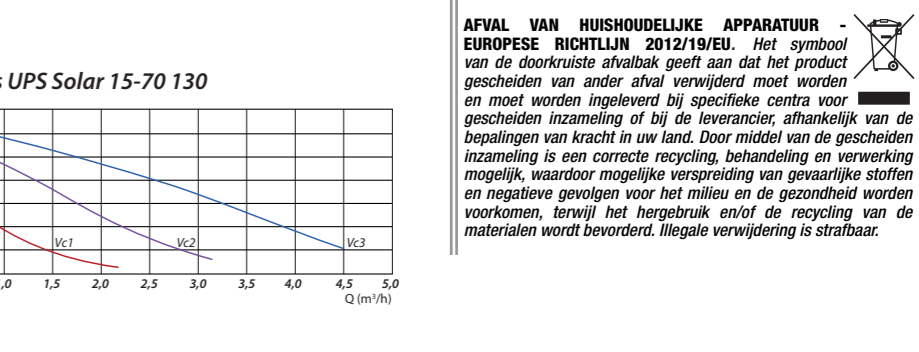 UPS Solar 15-70 130
Vc1
Vc2
Vc3
1,5
2,0
2,5
3,0
3,5
4,0
4,5
5,0
Q (m³/h)
AFVAL VAN HUISHOUDELIJKE APPARATUUR -
EUROPESE RICHTLIJN 2012/19/EU. Het symbool
van de doorkruiste afvalbak geeft aan dat het product
gescheiden van ander afval verwijderd moet worden
en moet worden ingeleverd bij specifieke centra voor
gescheiden inzameling of bij de leverancier, afhankelijk van de
bepalingen van kracht in uw land. Door middel van de gescheiden
inzameling is een correcte recycling, behandeling en verwerking
mogelijk, waardoor mogelijke verspreiding van gevaarlijke stoffen
en negatieve gevolgen voor het milieu en de gezondheid worden
voorkomen, terwijl het hergebruik en/of de recycling van de
materialen wordt bevorderd. Illegale verwijdering is strafbaar.